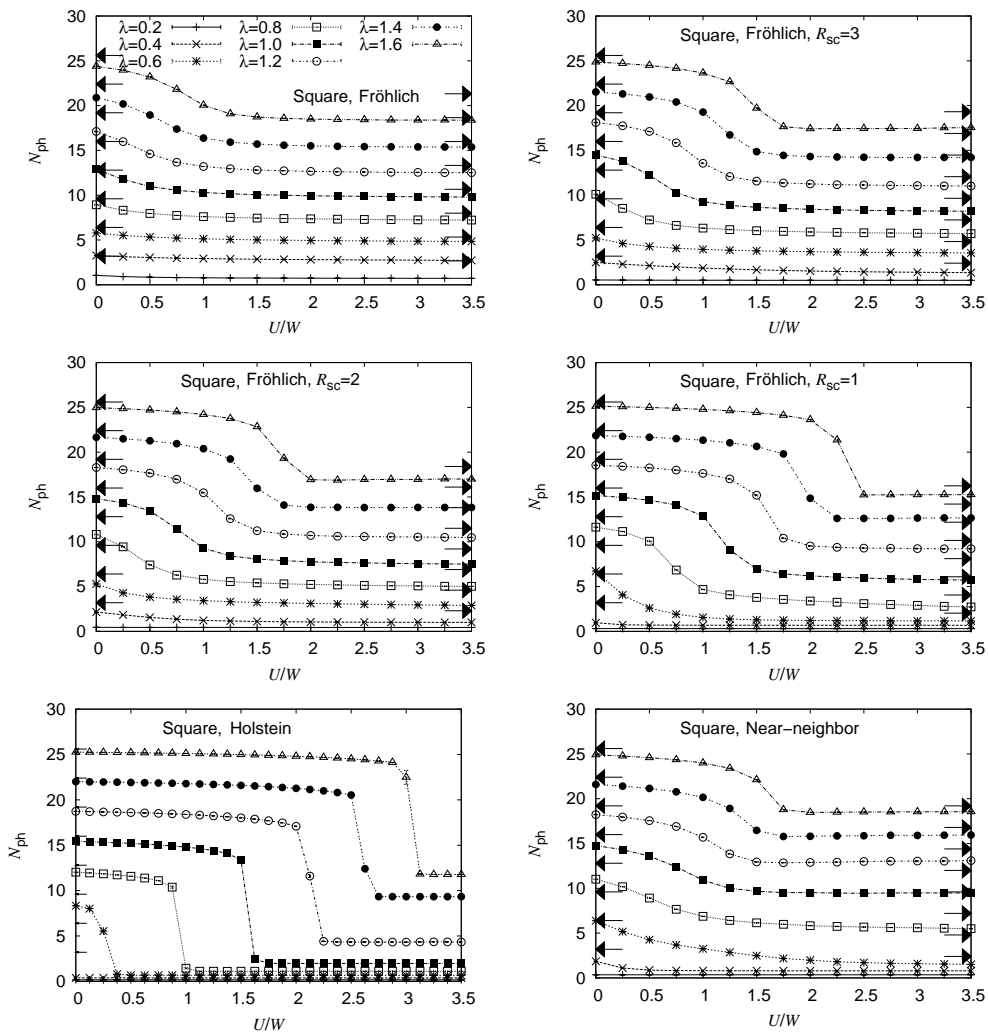 30
25
20
15
10
5
0
N_ph
λ=0.2
λ=0.4
λ=0.6
λ=0.8
λ=1.0
λ=1.2
λ=1.4
λ=1.6
Square, Fröhlich
0 0.5 1 1.5 2 2.5 3 3.5
U/W
30
25
20
15
10
5
0
N_ph
Square, Fröhlich, R_sc=3
0 0.5 1 1.5 2 2.5 3 3.5
U/W
30
25
20
15
10
5
0
N_ph
Square, Fröhlich, R_sc=2
0 0.5 1 1.5 2 2.5 3 3.5
U/W
30
25
20
15
10
5
0
N_ph
Square, Fröhlich, R_sc=1
0 0.5 1 1.5 2 2.5 3 3.5
U/W
30
25
20
15
10
5
0
N_ph
Square, Holstein
0 0.5 1 1.5 2 2.5 3 3.5
U/W
30
25
20
15
10
5
0
N_ph
Square, Near−neighbor
0 0.5 1 1.5 2 2.5 3 3.5
U/W